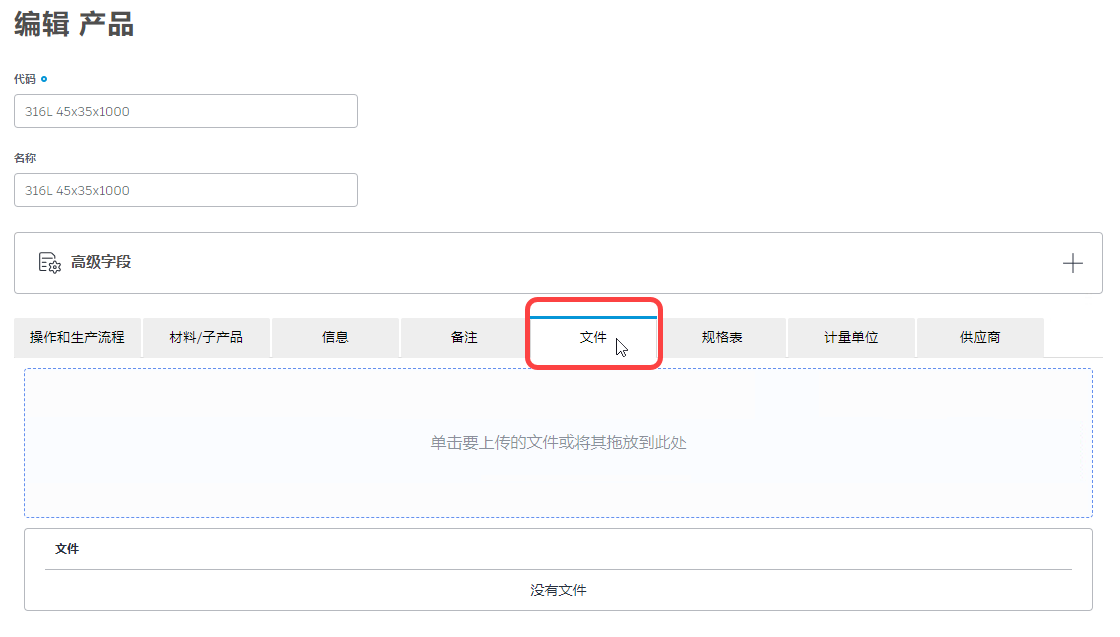 编辑 产品
代码
316L 45x35x1000
名称
316L 45x35x1000
高级字段
操作和生产流程 材料/子产品 信息 备注 文件 规格表 计量单位 供应商
单击要上传的文件或将其拖放到此处
文件
没有文件